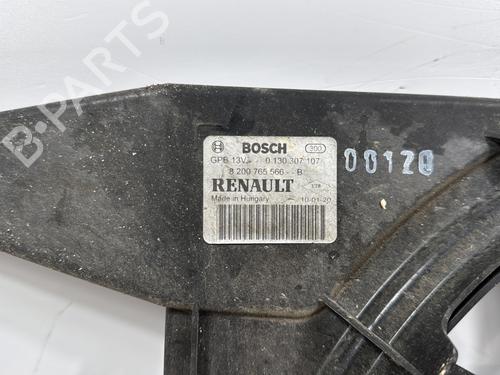 BOSCH 300
GPB 13V 0 130 307 107
8 200 765 566 - - B
RENAULT
Made in Hungary 10-01-20
00120
B-PARTS